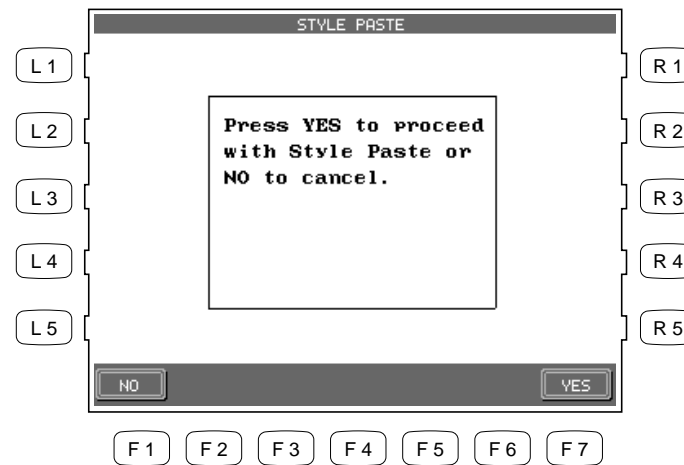 STYLE PASTE
L 1
R 1
Press YES to proceed
L 2
R 2
with Style Paste or
NO to cancel.
L 3
R 3
L 4
R 4
L 5
R 5
NO
YES
F 1 F 2 F 3 F 4 F 5 F 6 F 7